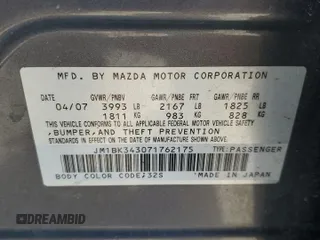 MFD. BY MAZDA MOTOR CORPORATION
GVWR/PNBV GAWR/PNBE FRT GAWR/PNBE RR
04/07 3993 LB 2167 LB 1825 LB
1811 KG 983 KG 828 KG
THIS VEHICLE CONFORMS TO ALL APPLICABLE
FEDERAL MOTOR VEHICLE SAFETY
,BUMPER,AND THEFT PREVENTION
STANDARDS IN EFFECT ON THE DATE OF
MANUFACTURE SHOWN ABOVE.
JM1BK343071762175 TYPE:PASSENGER
BODY COLOR CODE:32S MADE IN JAPAN
DREAMBID